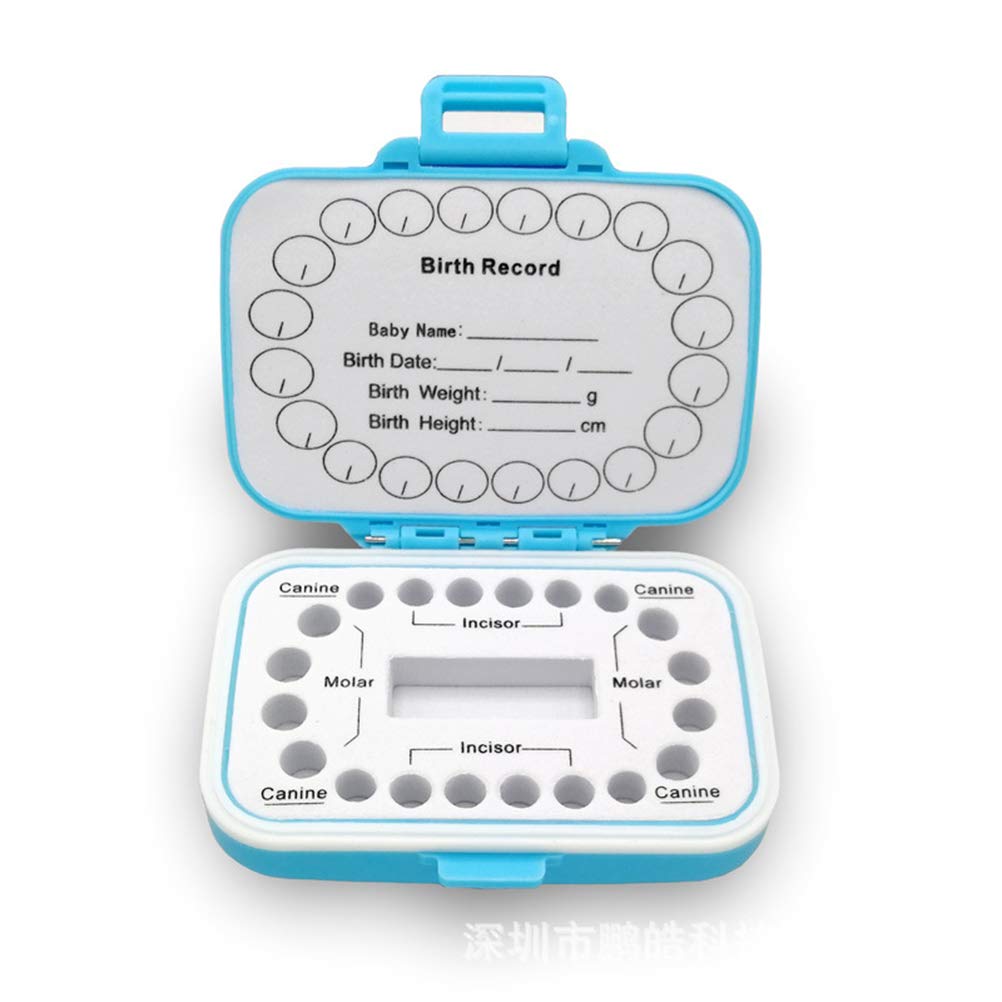 Birth Record
Baby Name:
Birth Date: / /
Birth Weight: g
Birth Height: cm
Canine Canine
Incisor
Molar Molar
Incisor
Canine Canine
深圳市鹏皓科